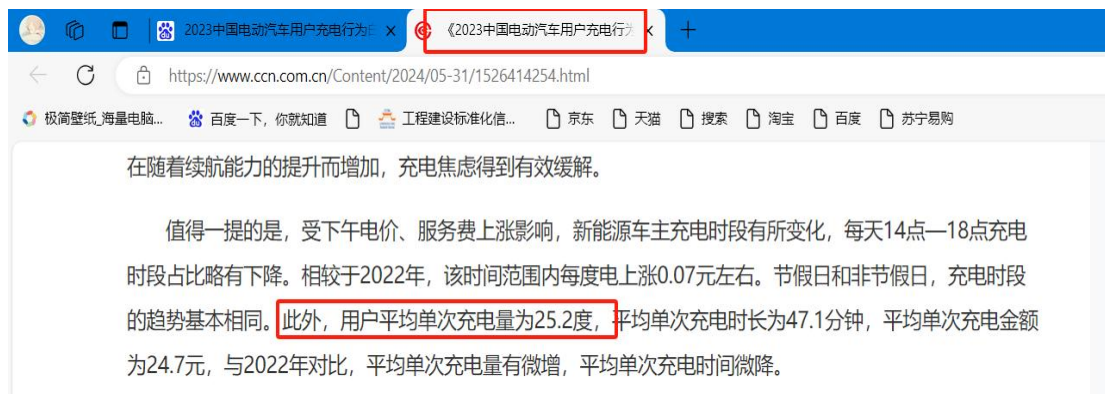 2023中国电动汽车用户充电行为
《2023中国电动汽车用户充电行
https://www.ccn.com.cn/Content/2024/05-31/1526414254.html
极简壁纸_海量电脑... 百度一下，你就知道 工程建设标准化信... 京东 天猫 搜索 淘宝 百度 苏宁易购
在随着续航能力的提升而增加，充电焦虑得到有效缓解。
值得一提的是，受下午电价、服务费上涨影响，新能源车主充电时段有所变化，每天14点—18点充电
时段占比略有下降。相较于2022年，该时间范围内每度电上涨0.07元左右。节假日和非节假日，充电时段
的趋势基本相同。此外，用户平均单次充电量为25.2度，平均单次充电时长为47.1分钟，平均单次充电金额
为24.7元，与2022年对比，平均单次充电量有微增，平均单次充电时间微降。